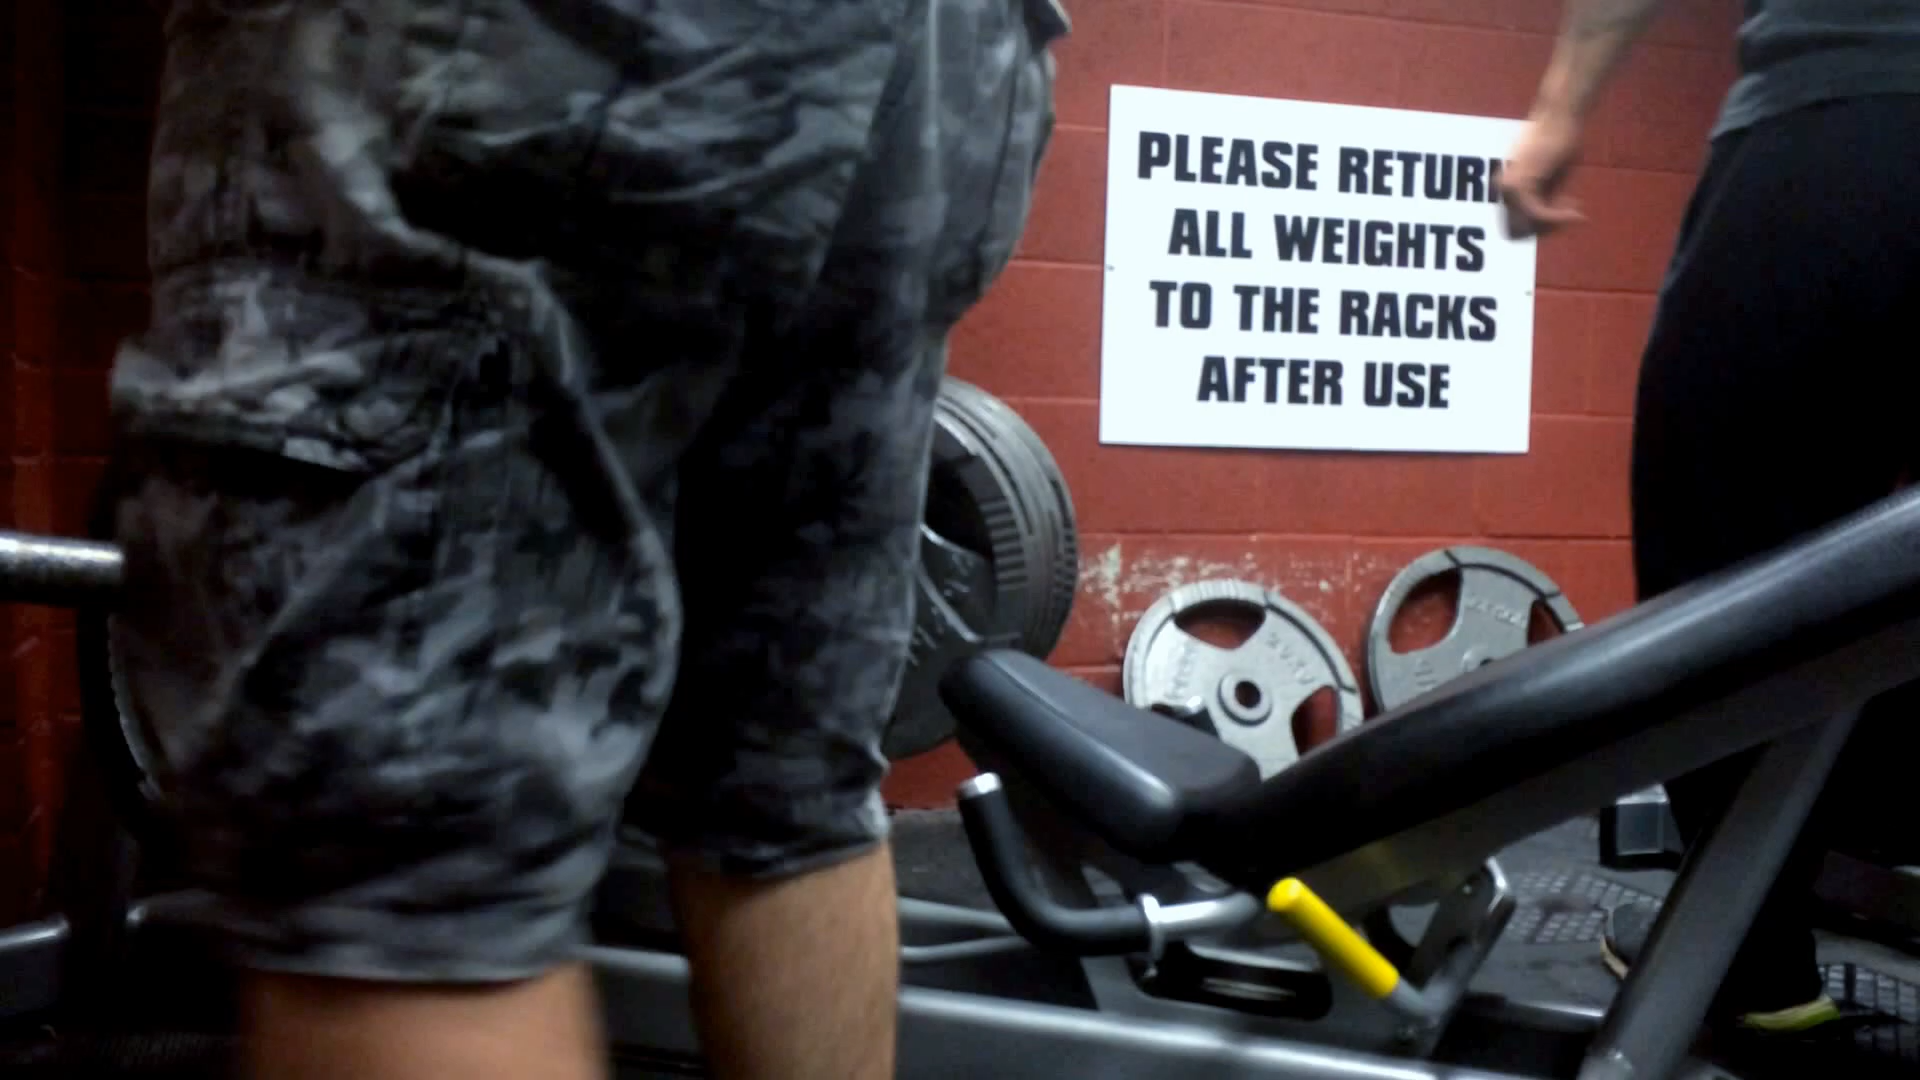 PLEASE RETURN
ALL WEIGHTS
TO THE RACKS
AFTER USE